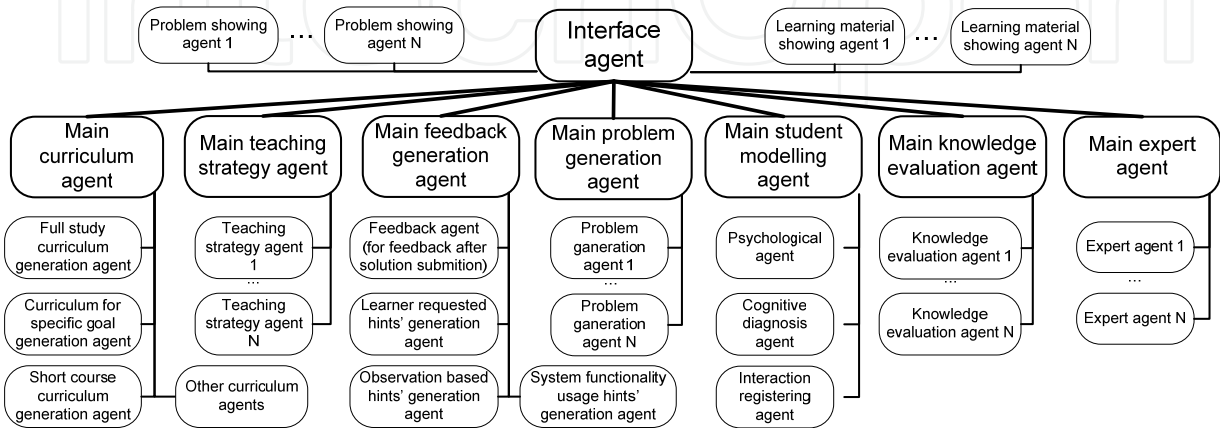 Problem showing
agent 1
...
Problem showing
agent N
Interface
agent
Learning material
showing agent 1
...
Learning material
showing agent N
Main
curriculum
agent
Main teaching
strategy agent
Main feedback
generation
agent
Main problem
generation
agent
Main student
modelling
agent
Main knowledge
evaluation agent
Main expert
agent
Full study
curriculum
generation agent
Curriculum for
specific goal
generation agent
Short course
curriculum
generation agent
Other curriculum
agents
Teaching
strategy agent
1
...
Teaching
strategy agent
N
Feedback agent
(for feedback after
solution submition)
Learner requested
hints' generation
agent
Observation based
hints' generation
agent
System functionality
usage hints'
generation agent
Problem
ganeration
agent 1
...
Problem
ganeration
agent N
Psychological
agent
Cognitive
diagnosis
agent
Interaction
registering
agent
Knowledge
evaluation agent 1
...
Knowledge
evaluation agent N
Expert agent 1
...
Expert agent N